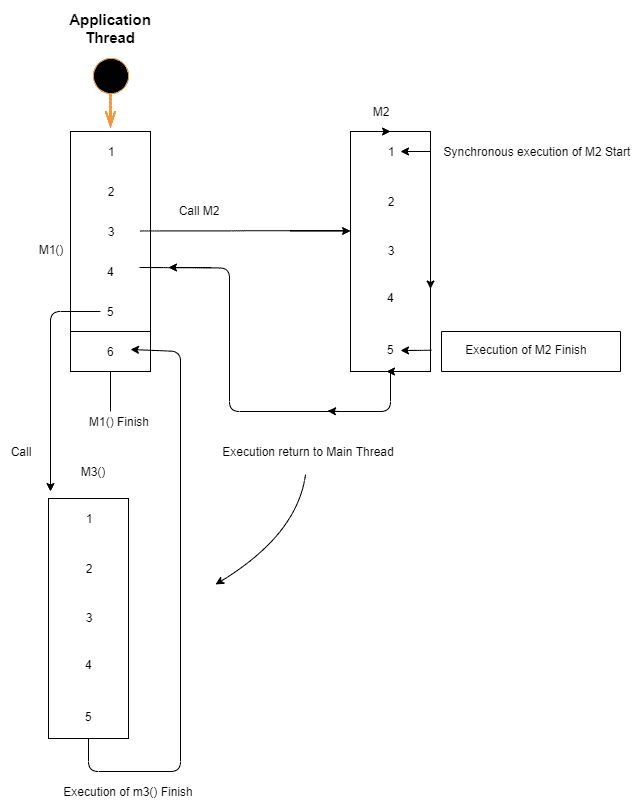 Application
Thread
M2
1
1
Synchronous execution of M2 Start
2
2
Call M2
3
M1()
3
4
4
5
5
Execution of M2 Finish
6
M1() Finish
Call
Execution return to Main Thread
M3()
1
2
3
4
5
Execution of m3() Finish